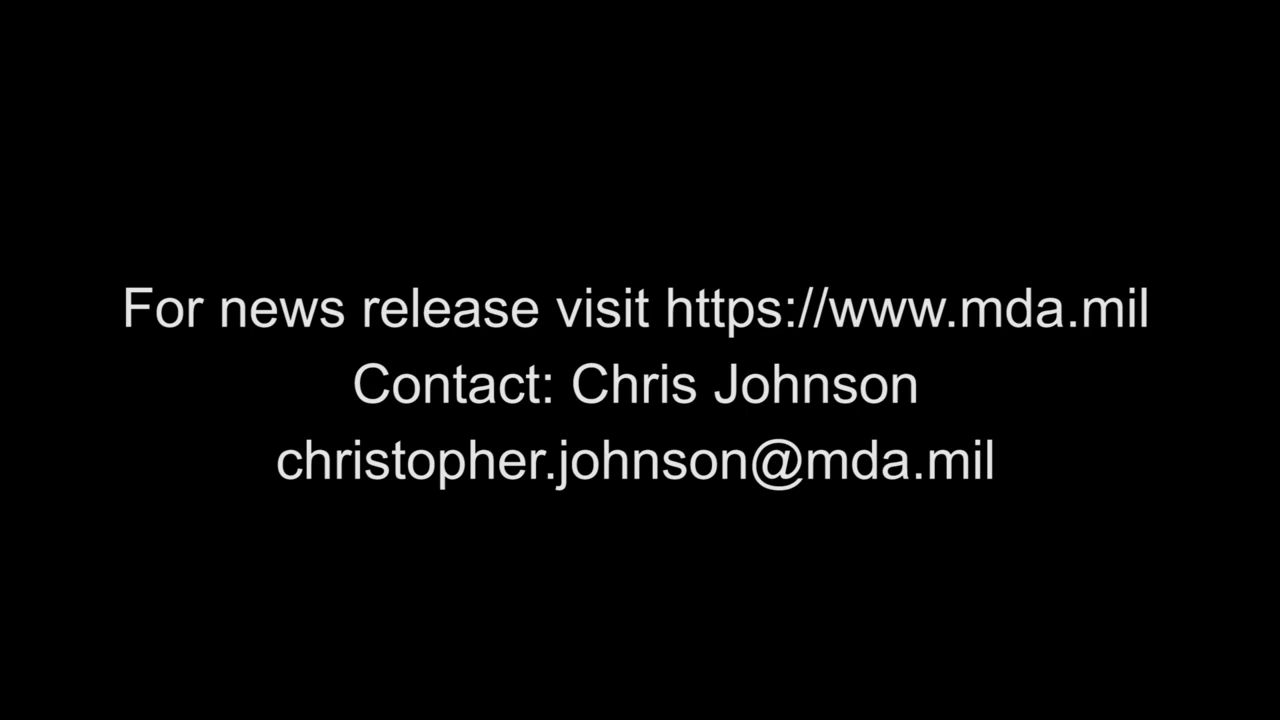 For news release visit https://www.mda.mil
Contact: Chris Johnson
christopher.johnson@mda.mil